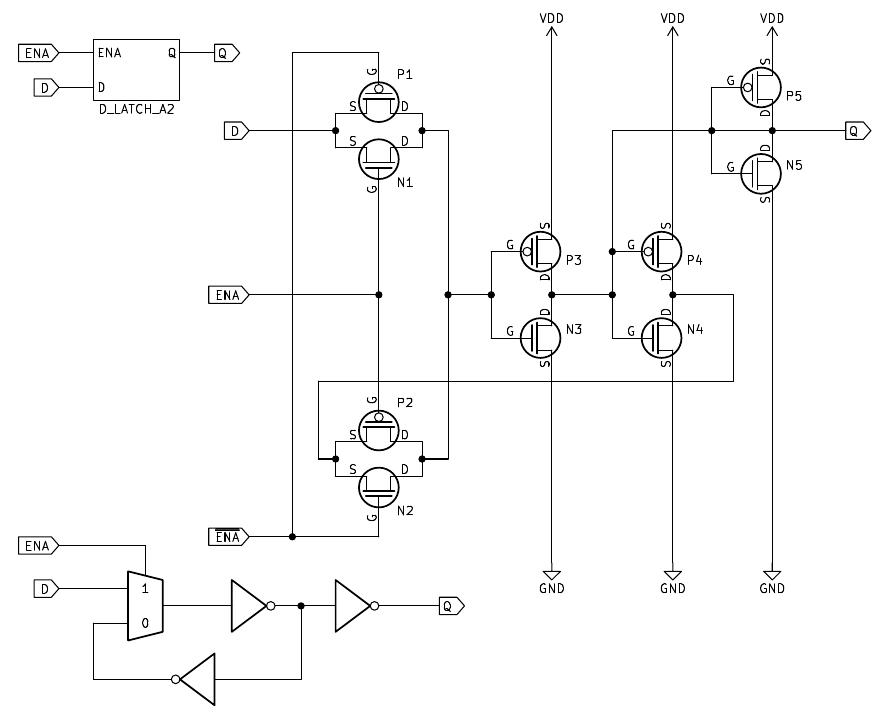 VDD VDD VDD
ENA ENA Q Q
D D
D_LATCH_A2
G P1
S D
D
S D
N1
G
S
G P5
D
Q
D
G N5
S
S S
G P3 G P4
D D
ENA
D D
G N3 G N4
S S
G P2
S D
S D
N2
G
ENA
ENA
D 1
0
Q
GND GND GND